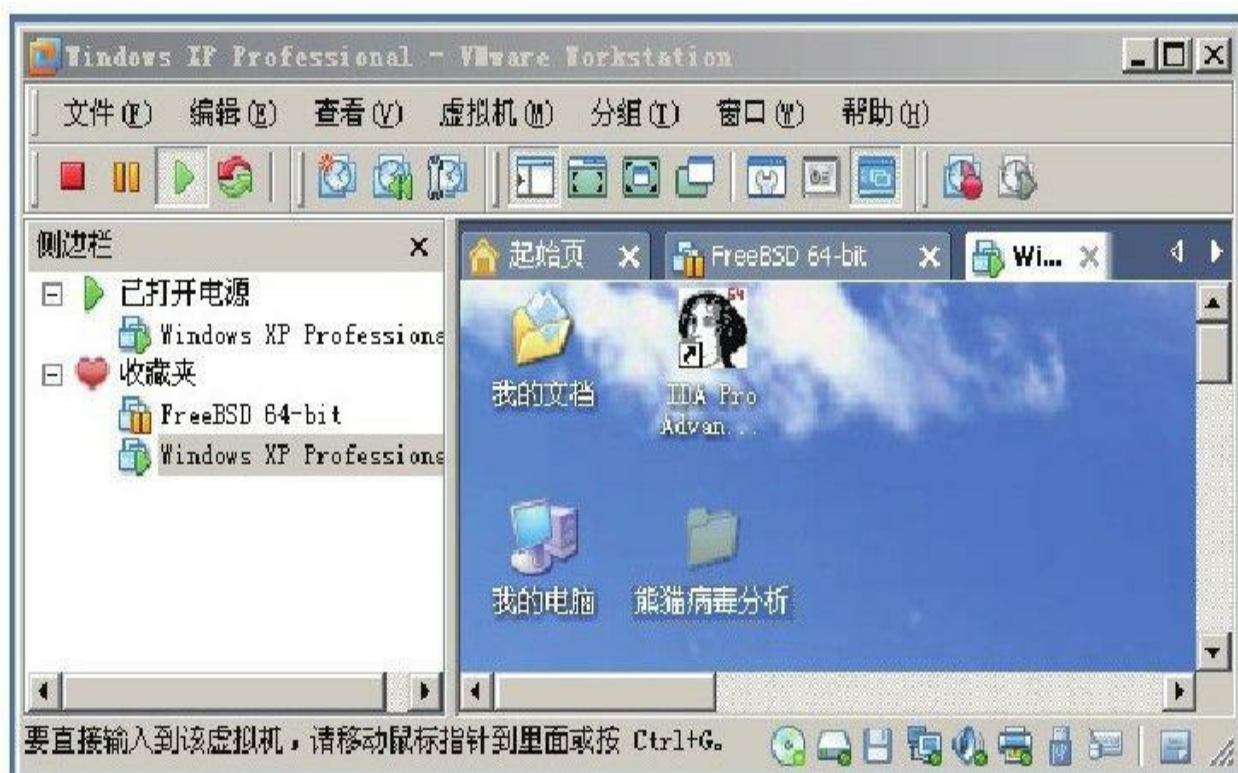 Windows XP Professional - VMware Workstation
文件(F) 编辑(E) 查看(V) 虚拟机(M) 分组(T) 窗口(W) 帮助(H)
侧边栏
已打开电源
Windows XP Professiona
收藏夹
FreeBSD 64-bit
Windows XP Professiona
起始页
FreeBSD 64-bit
Wi...
我的文档
64
IDA Pro
Advan...
我的电脑
熊猫病毒分析
要直接输入到该虚拟机，请移动鼠标指针到里面或按 Ctrl+G。